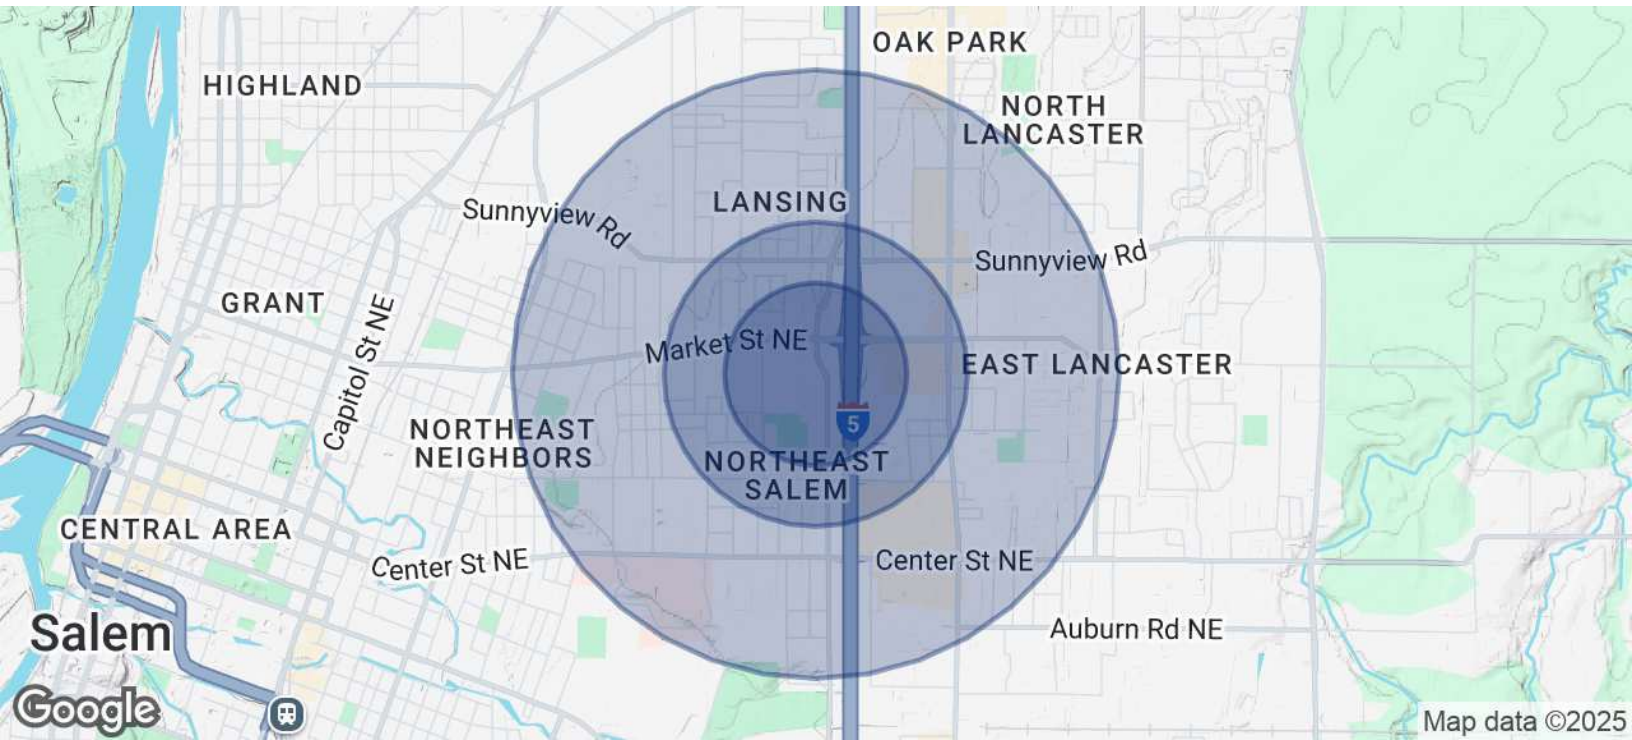 OAK PARK
HIGHLAND
NORTH
LANCASTER
LANSING
Sunnyview Rd
Sunnyview Rd
GRANT
Capitol St NE
Market St NE
EAST LANCASTER
5
NORTHEAST
NEIGHBORS
NORTHEAST
SALEM
CENTRAL AREA
Center St NE
Center St NE
Salem
Auburn Rd NE
Google
Map data ©2025